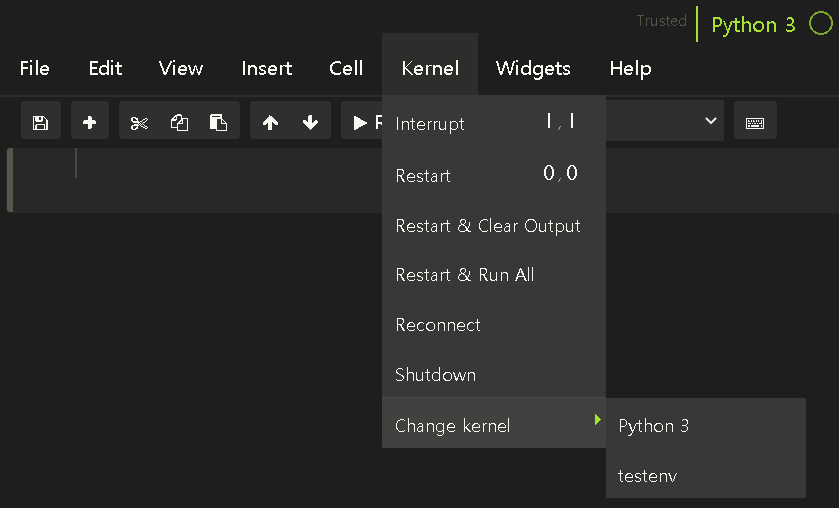 Trusted Python 3
File Edit View Insert Cell Kernel Widgets Help
Interrupt I,I
Restart 0,0
Restart & Clear Output
Restart & Run All
Reconnect
Shutdown
Change kernel Python 3
testenv